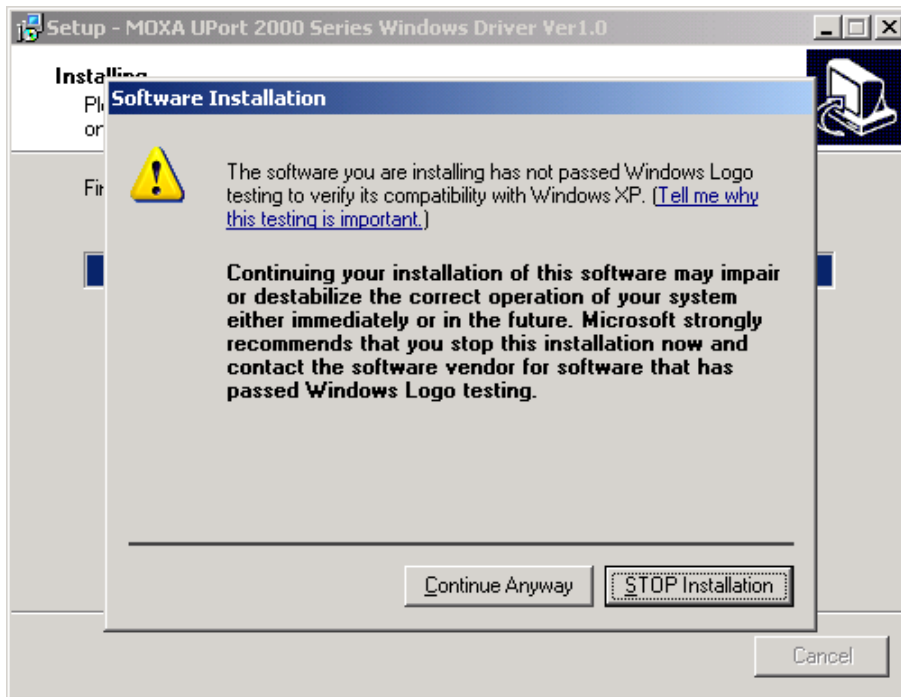 Setup - MOXA UPort 2000 Series Windows Driver Ver1.0
Software Installation
The software you are installing has not passed Windows Logo
testing to verify its compatibility with Windows XP. (Tell me why
this testing is important.)
Continuing your installation of this software may impair
or destabilize the correct operation of your system
either immediately or in the future. Microsoft strongly
recommends that you stop this installation now and
contact the software vendor for software that has
passed Windows Logo testing.
Continue Anyway
STOP Installation
Cancel